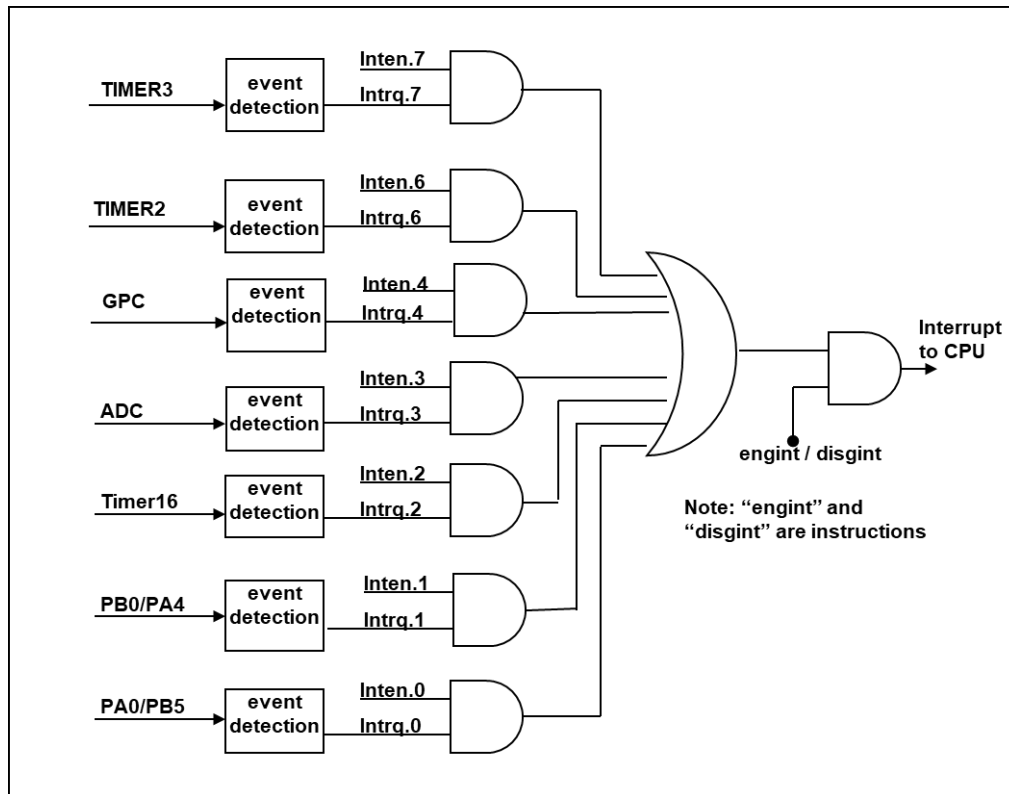 TIMER3
event
detection
Inten.7
Intrq.7
TIMER2
event
detection
Inten.6
Intrq.6
GPC
event
detection
Inten.4
Intrq.4
ADC
event
detection
Inten.3
Intrq.3
Timer16
event
detection
Inten.2
Intrq.2
PB0/PA4
event
detection
Inten.1
Intrq.1
PA0/PB5
event
detection
Inten.0
Intrq.0
Interrupt
to CPU
engint / disgint
Note: “engint” and
“disgint” are instructions